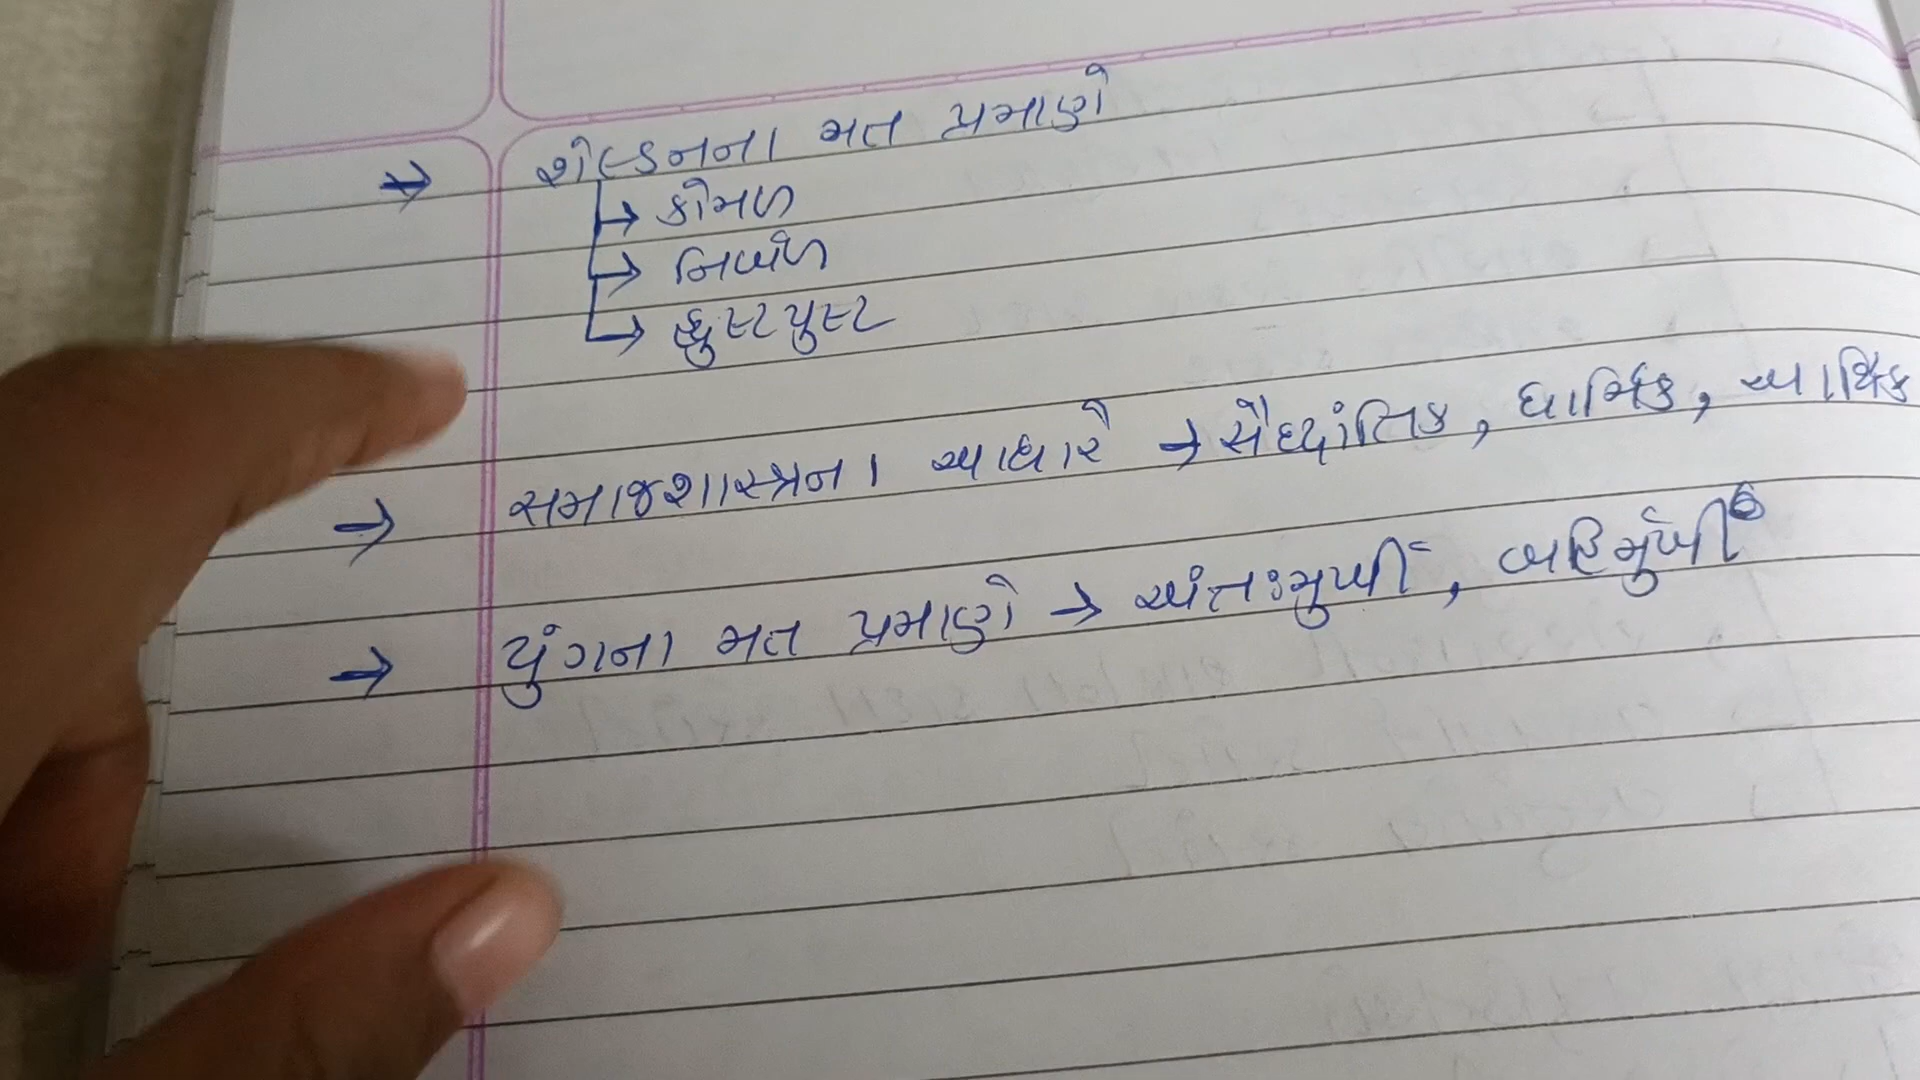 ⇒ શેલ્ડનના મત પ્રમાણે
→ કોમળ
→ નિર્બળ
→ હ્રુસ્ટપુસ્ટ
→ સમાજશાસ્ત્રના આધારે → સૈદ્ધાંતિક, ધાર્મિક, આર્થિક
→ યુંગના મત પ્રમાણે → અંતઃમુખી, બહિર્મુખી